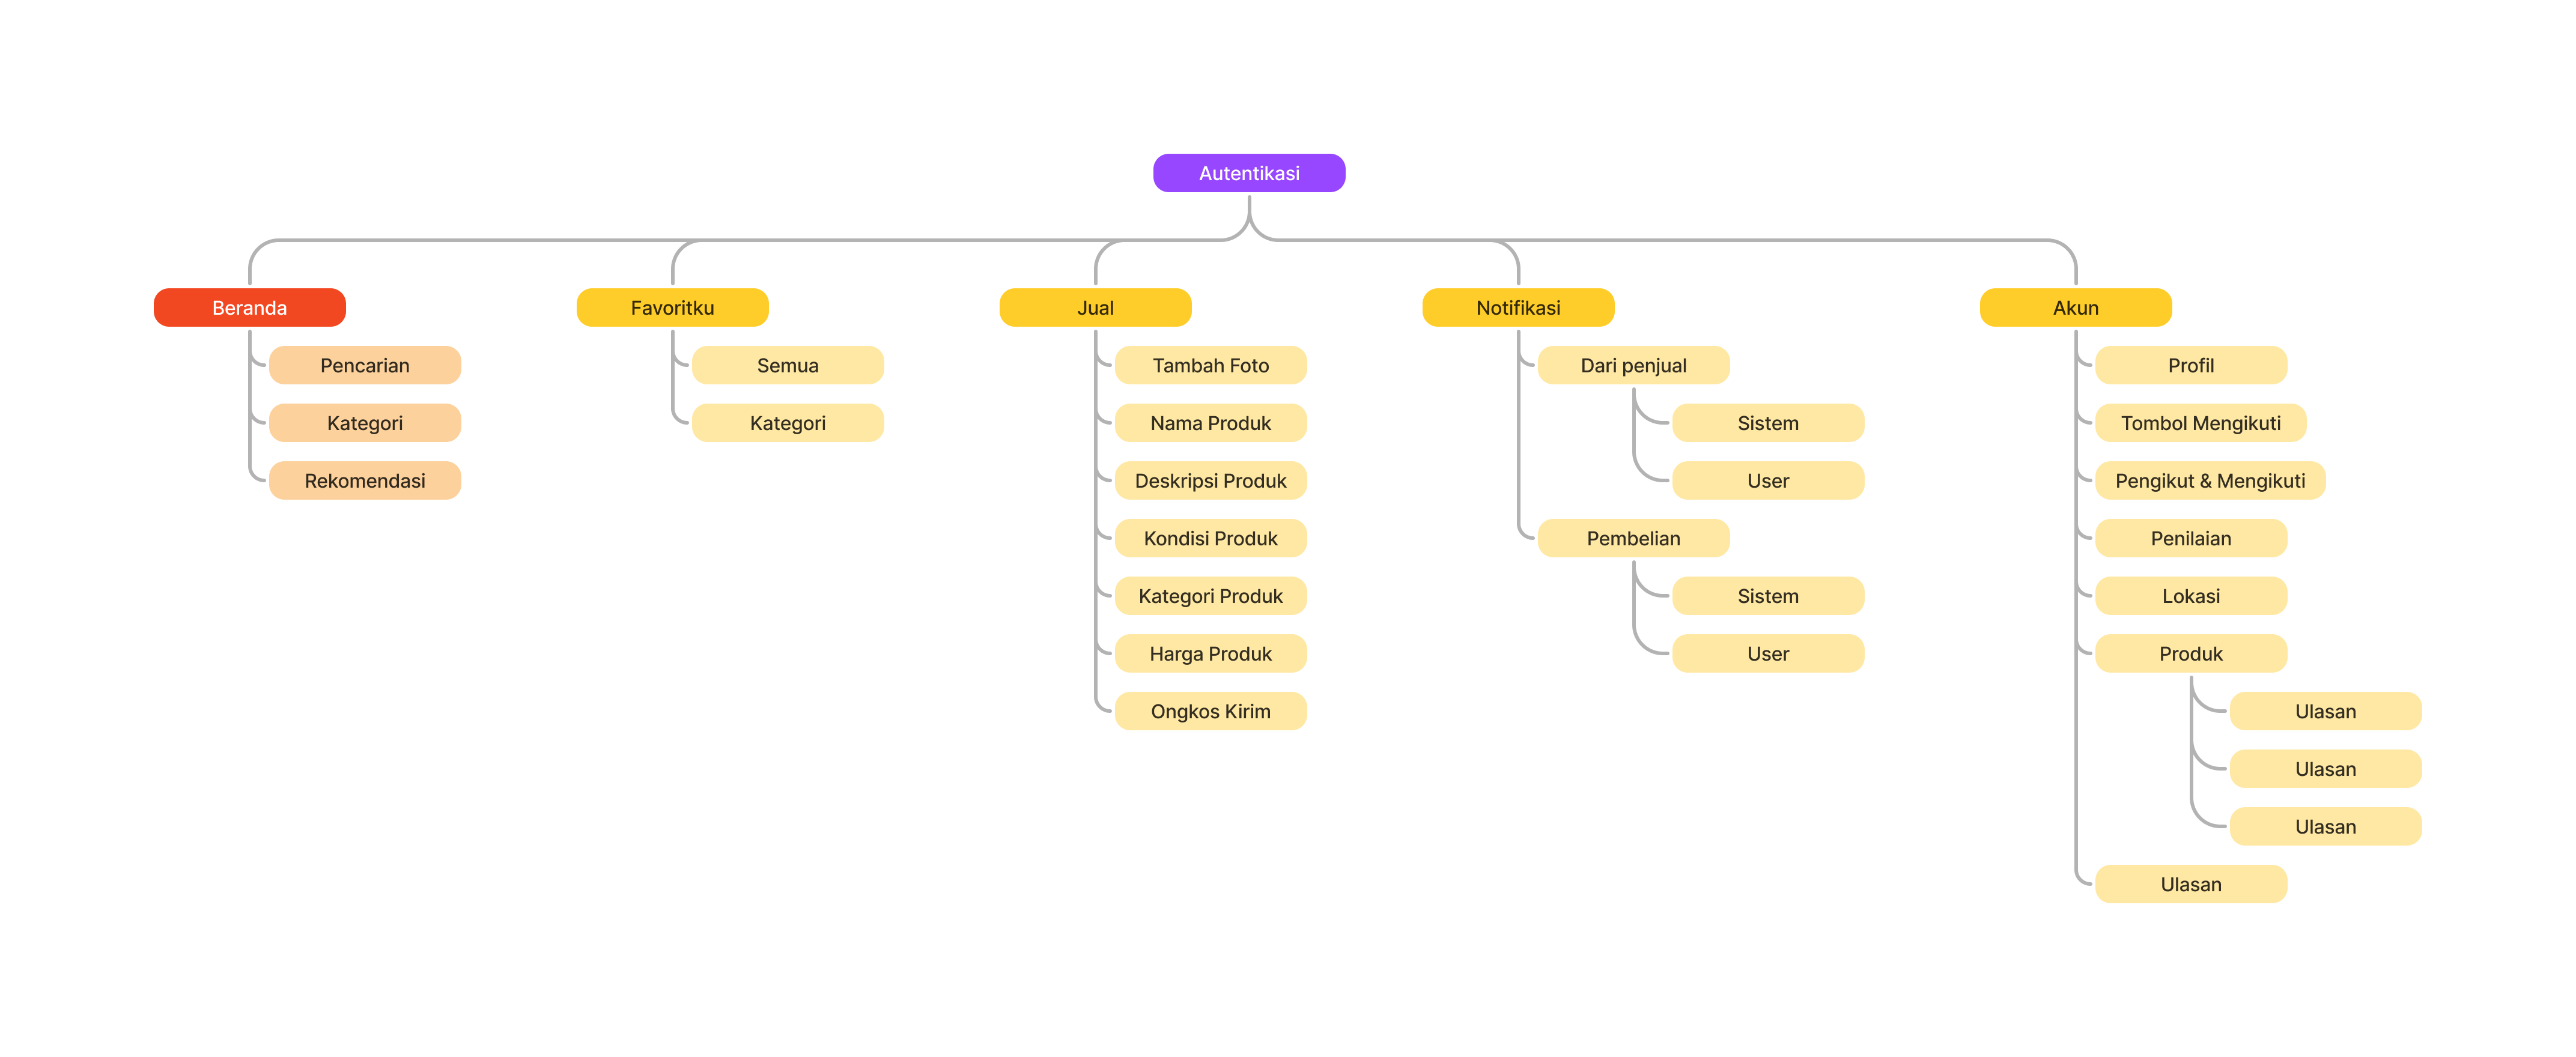 Autentikasi
Beranda
Pencarian
Kategori
Rekomendasi
Favoritku
Semua
Kategori
Jual
Tambah Foto
Nama Produk
Deskripsi Produk
Kondisi Produk
Kategori Produk
Harga Produk
Ongkos Kirim
Notifikasi
Dari penjual
Sistem
User
Pembelian
Sistem
User
Akun
Profil
Tombol Mengikuti
Pengikut & Mengikuti
Penilaian
Lokasi
Produk
Ulasan
Ulasan
Ulasan
Ulasan